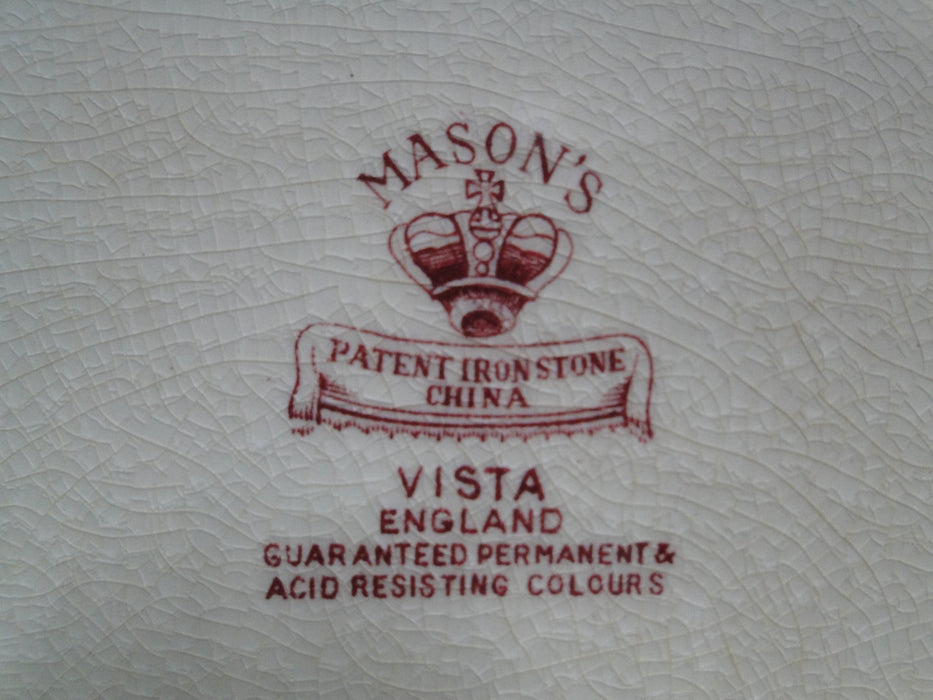 MASON'S
PATENT IRONSTONE
CHINA
VISTA
ENGLAND
GUARANTEED PERMANENT &
ACID RESISTING COLOURS